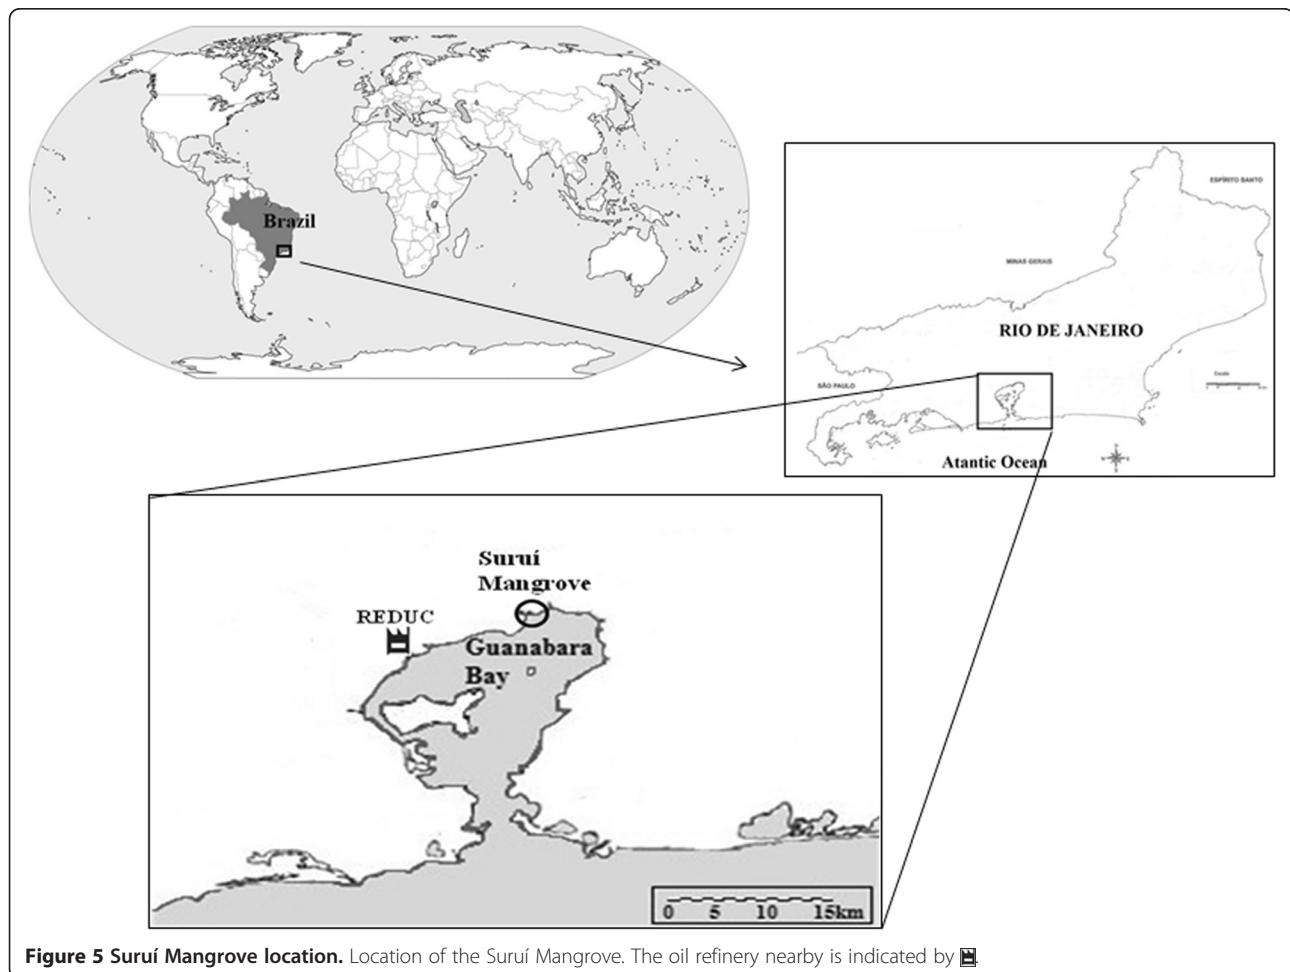 Brazil
ESPÍRITO SANTO
MINAS GERAIS
RIO DE JANEIRO
Escala
SÃO PAULO
Atantic Ocean
Suruí
Mangrove
REDUC
Guanabara
Bay
0 5 10 15km
Figure 5 Suruí Mangrove location. Location of the Suruí Mangrove. The oil refinery nearby is indicated by